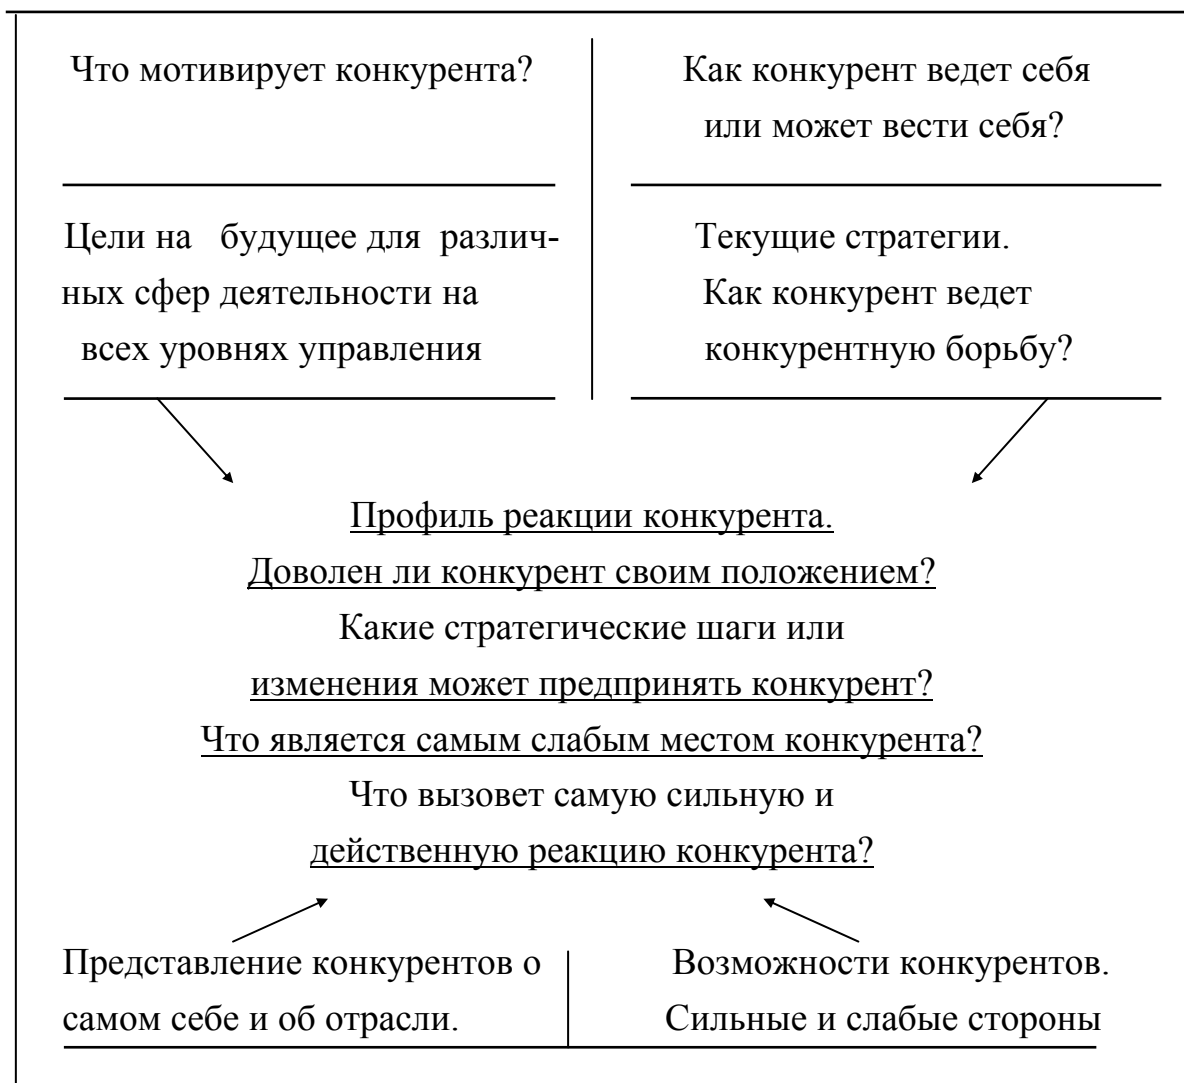 Что мотивирует конкурента?
Как конкурент ведет себя
или может вести себя?
Цели на будущее для различ-
ных сфер деятельности на
всех уровнях управления
Текущие стратегии.
Как конкурент ведет
конкурентную борьбу?
Профиль реакции конкурента.
Доволен ли конкурент своим положением?
Какие стратегические шаги или
изменения может предпринять конкурент?
Что является самым слабым местом конкурента?
Что вызовет самую сильную и
действенную реакцию конкурента?
Представление конкурентов о
самом себе и об отрасли.
Возможности конкурентов.
Сильные и слабые стороны